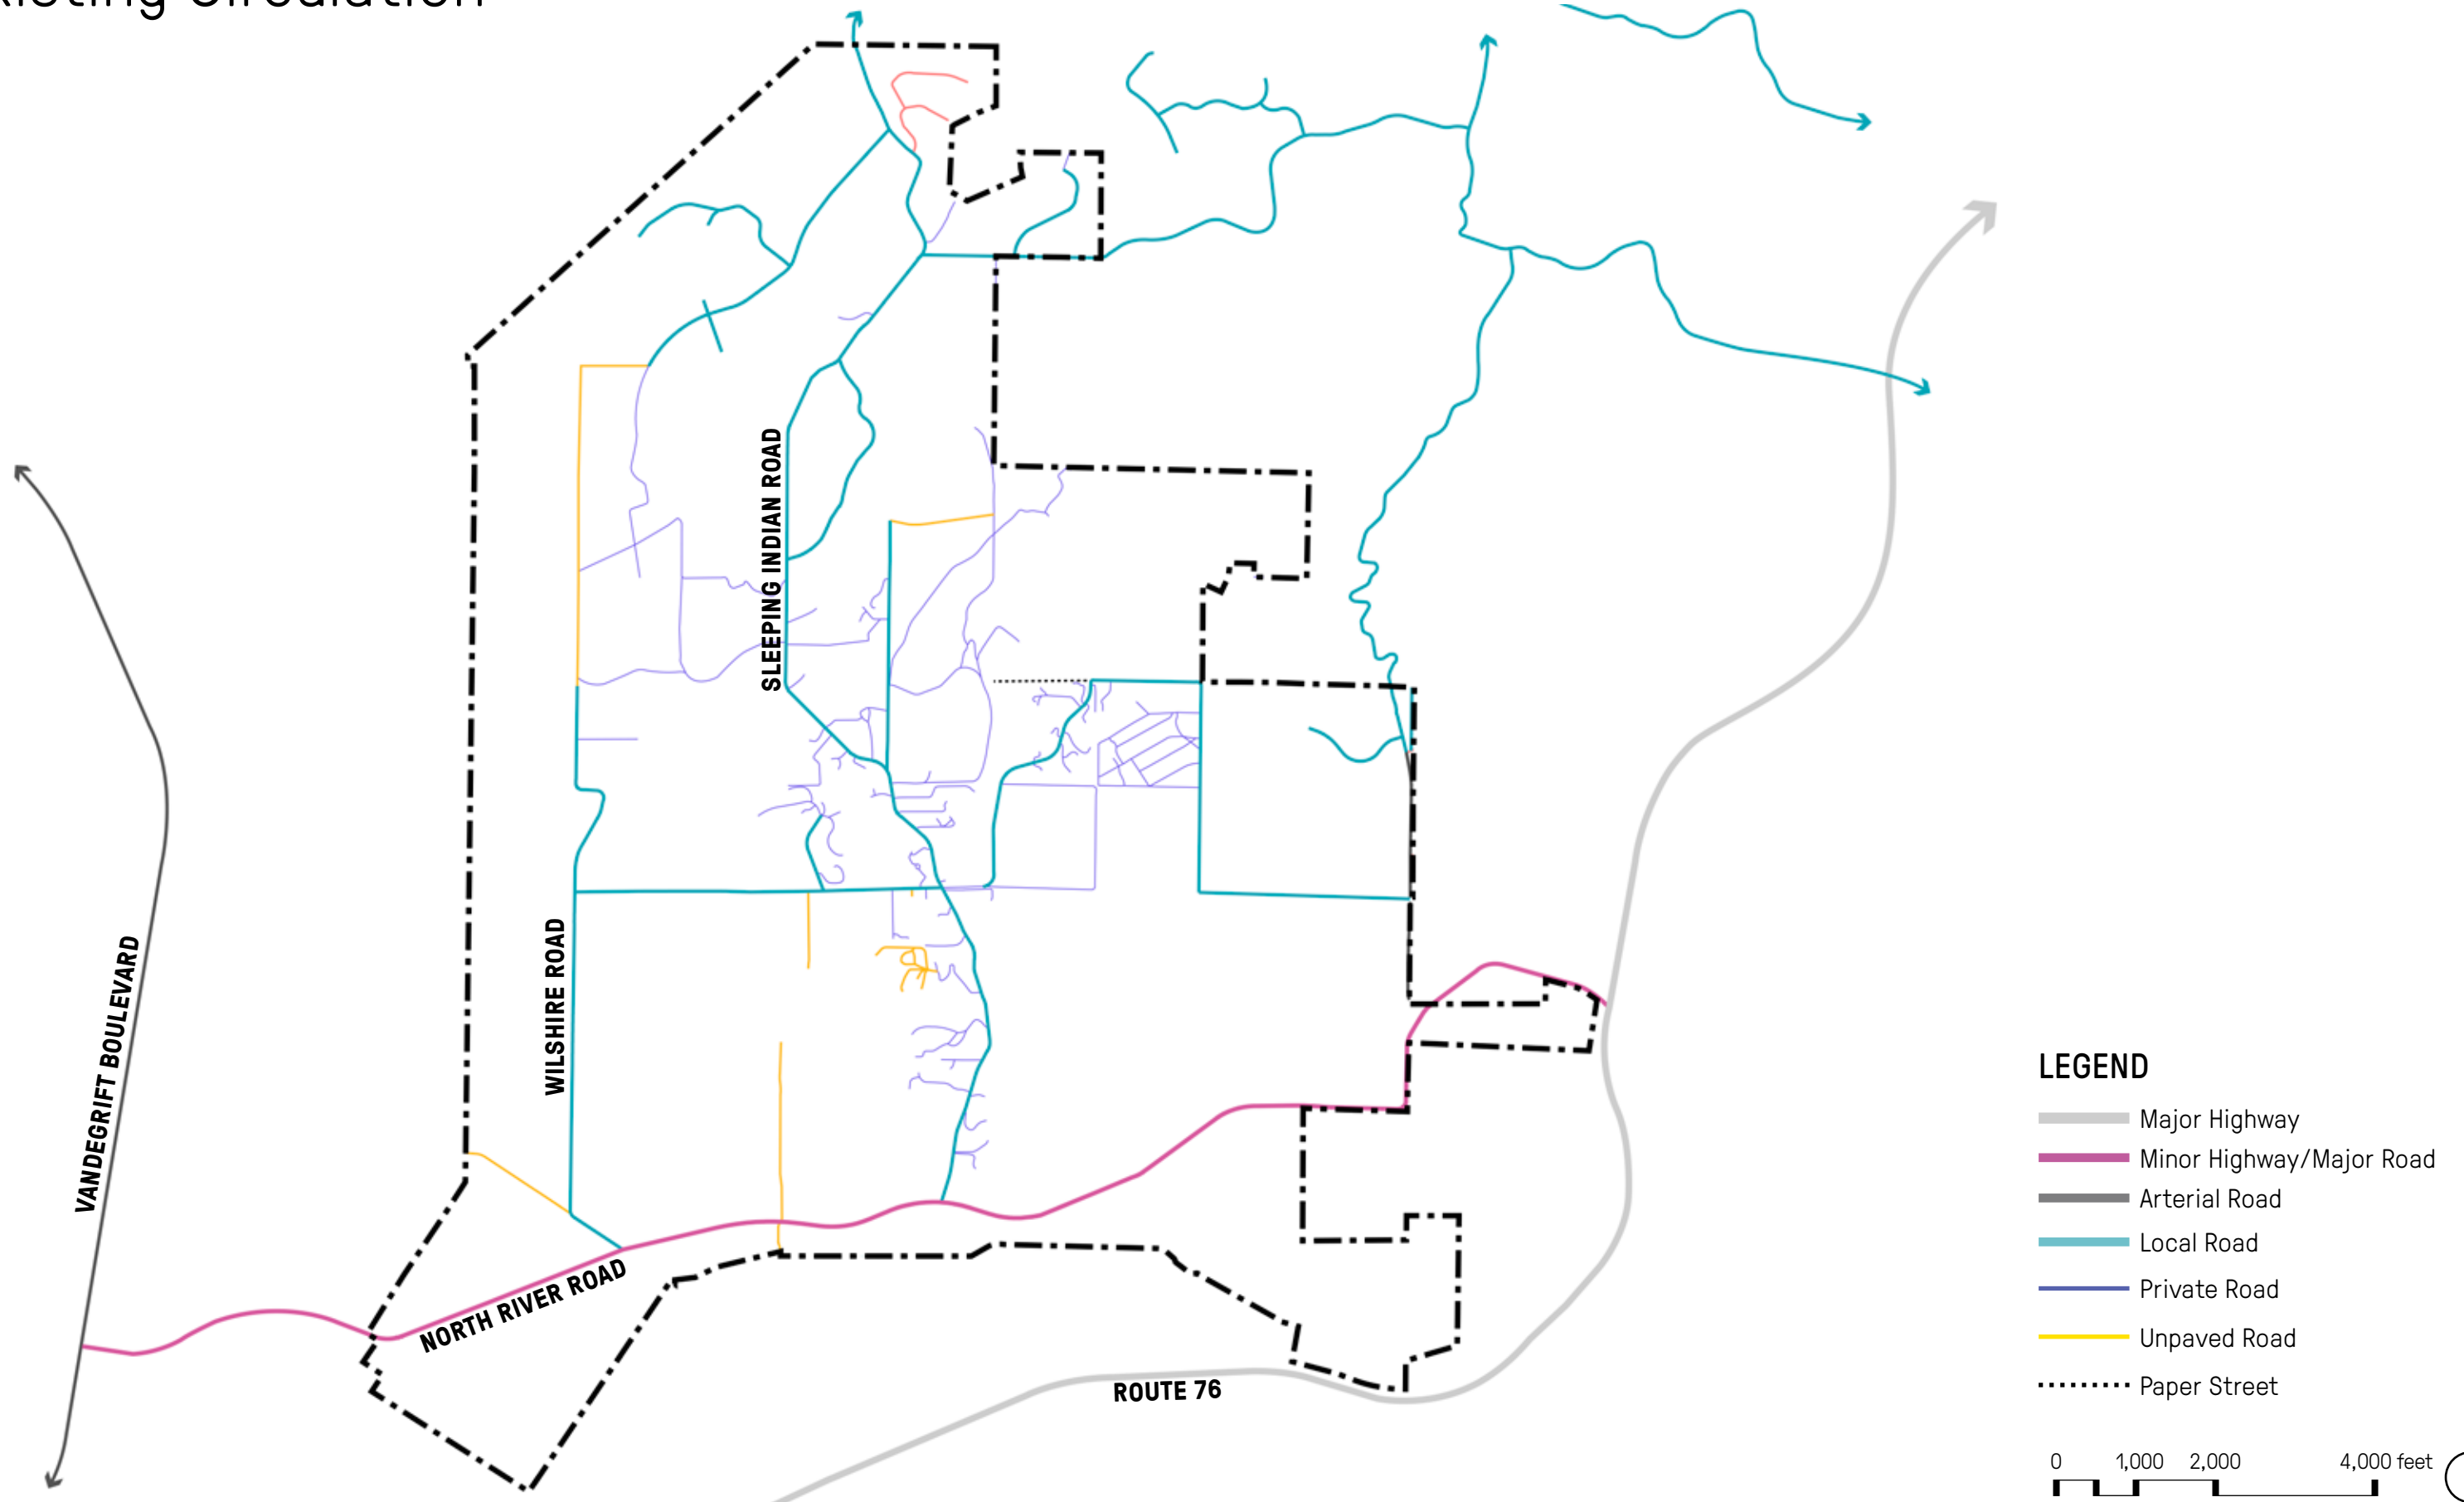 Circulation
SLEEPING INDIAN ROAD
WILSHIRE ROAD
VANDEGRIFT BOULEVARD
NORTH RIVER ROAD
ROUTE 76
LEGEND
Major Highway
Minor Highway/Major Road
Arterial Road
Local Road
Private Road
Unpaved Road
Paper Street
0 1,000 2,000 4,000 feet